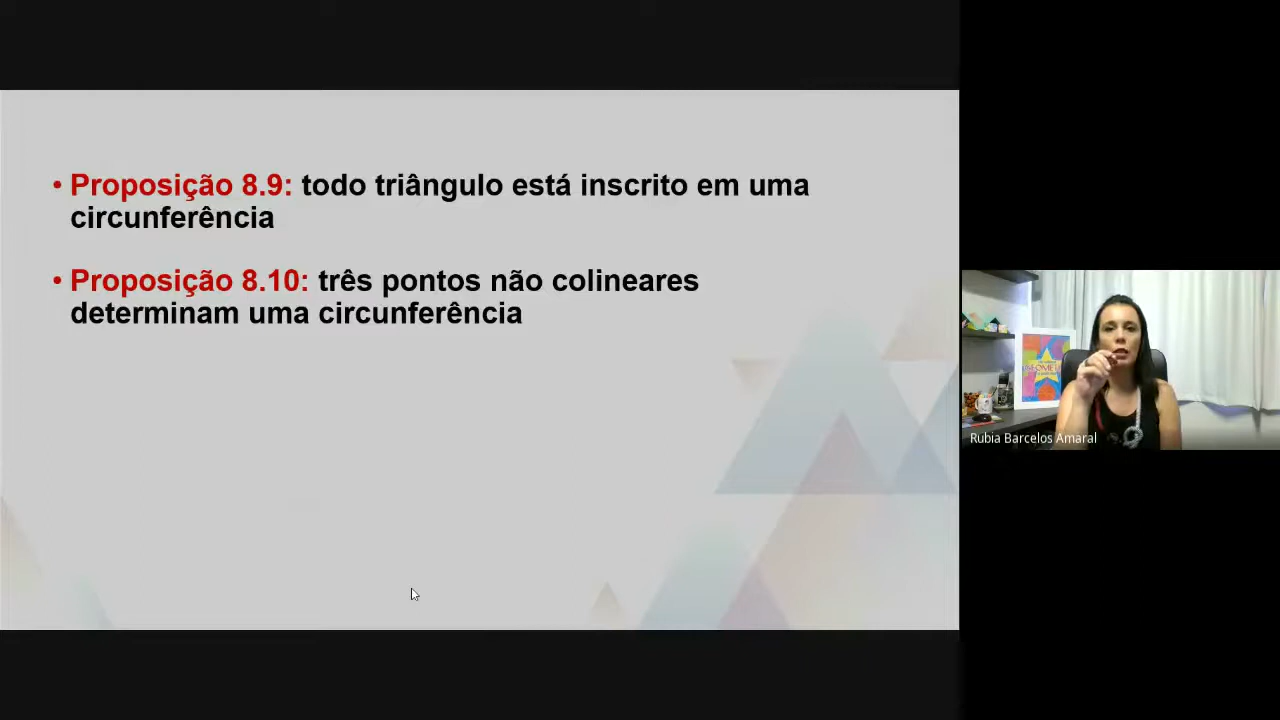 • Proposição 8.9: todo triângulo está inscrito em uma
circunferência
• Proposição 8.10: três pontos não colineares
determinam uma circunferência
Rubia Barcelos Amaral